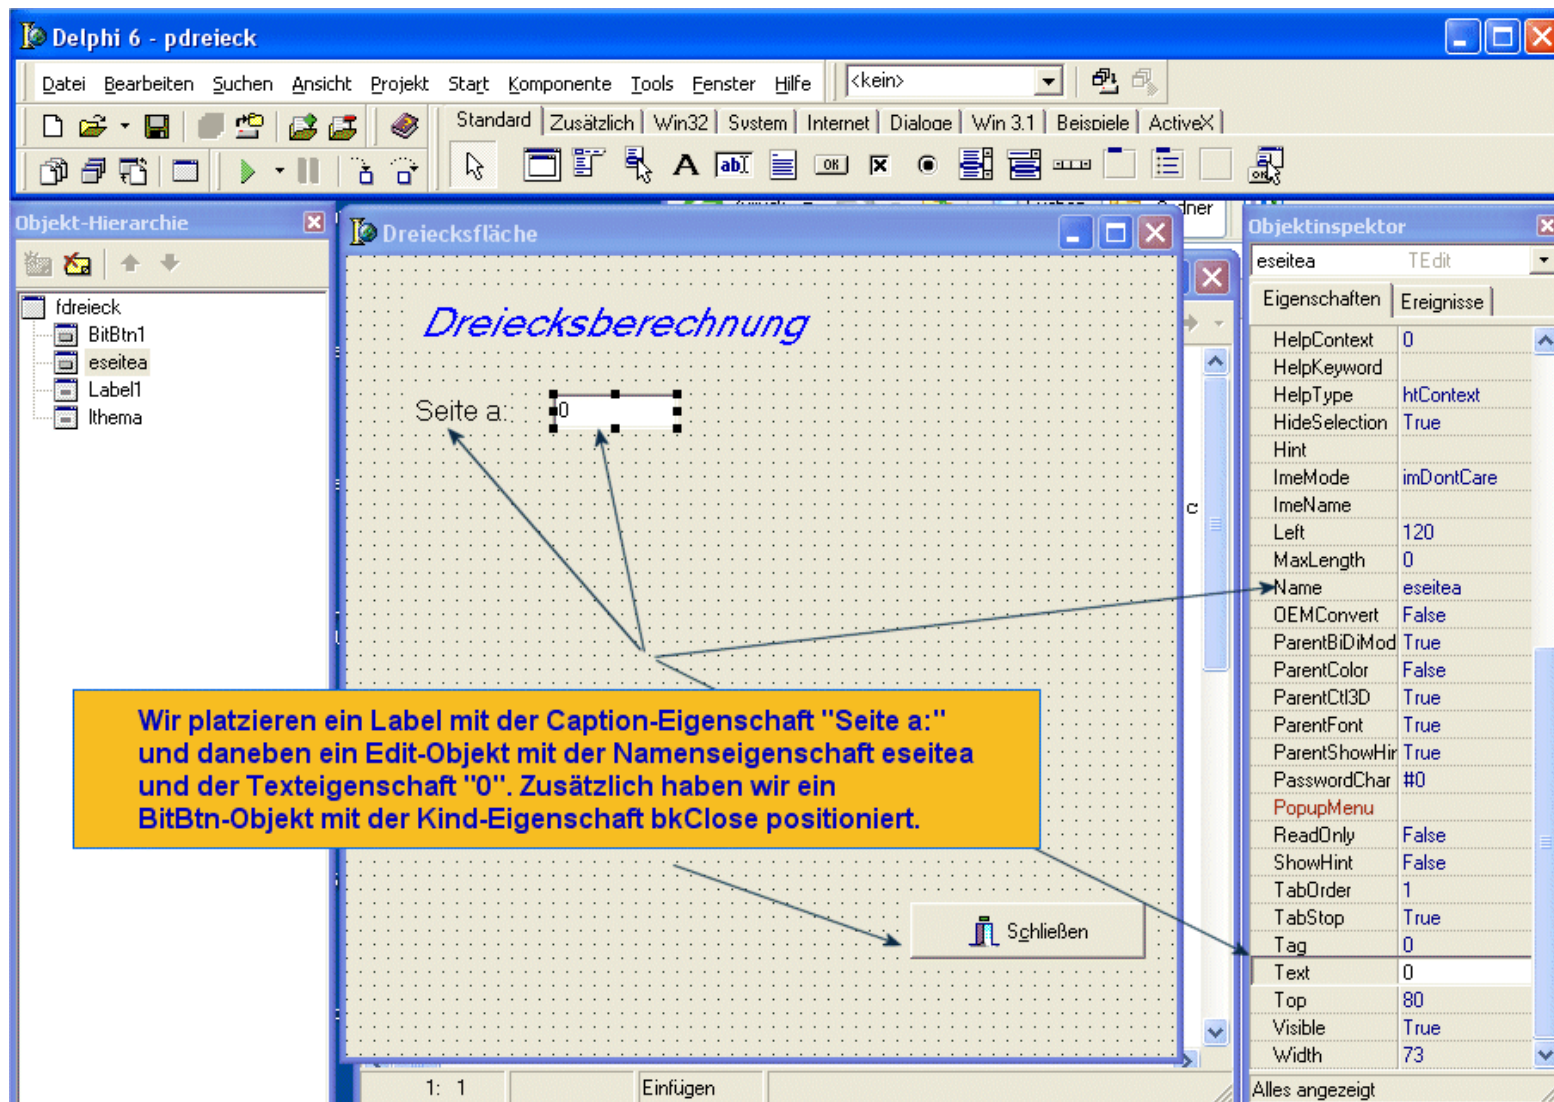 Delphi 6 - pdreieck
Datei Bearbeiten Suchen Ansicht Projekt Start Komponente Tools Fenster Hilfe <kein>
Standard Zusätzlich Win32 System Internet Dialoge Win 3.1 Beispiele ActiveX
Objekt-Hierarchie
fdreieck
BitBtn1
eseitea
Label1
lthema
Dreiecksfläche
Dreiecksberechnung
Seite a: 0
Wir platzieren ein Label mit der Caption-Eigenschaft "Seite a:"
und daneben ein Edit-Objekt mit der Namenseigenschaft eseitea
und der Texteigenschaft "0". Zusätzlich haben wir ein
BitBtn-Objekt mit der Kind-Eigenschaft bkClose positioniert.
Schließen
1: 1 Einfügen
Objektinspektor
eseitea TEdit
Eigenschaften Ereignisse
HelpContext 0
HelpKeyword
HelpType htContext
HideSelection True
Hint
ImeMode imDontCare
ImeName
Left 120
MaxLength 0
Name eseitea
OEMConvert False
ParentBiDiMod True
ParentColor False
ParentCtl3D True
ParentFont True
ParentShowHir True
PasswordChar #0
PopupMenu
ReadOnly False
ShowHint False
TabOrder 1
TabStop True
Tag 0
Text 0
Top 80
Visible True
Width 73
Alles angezeigt